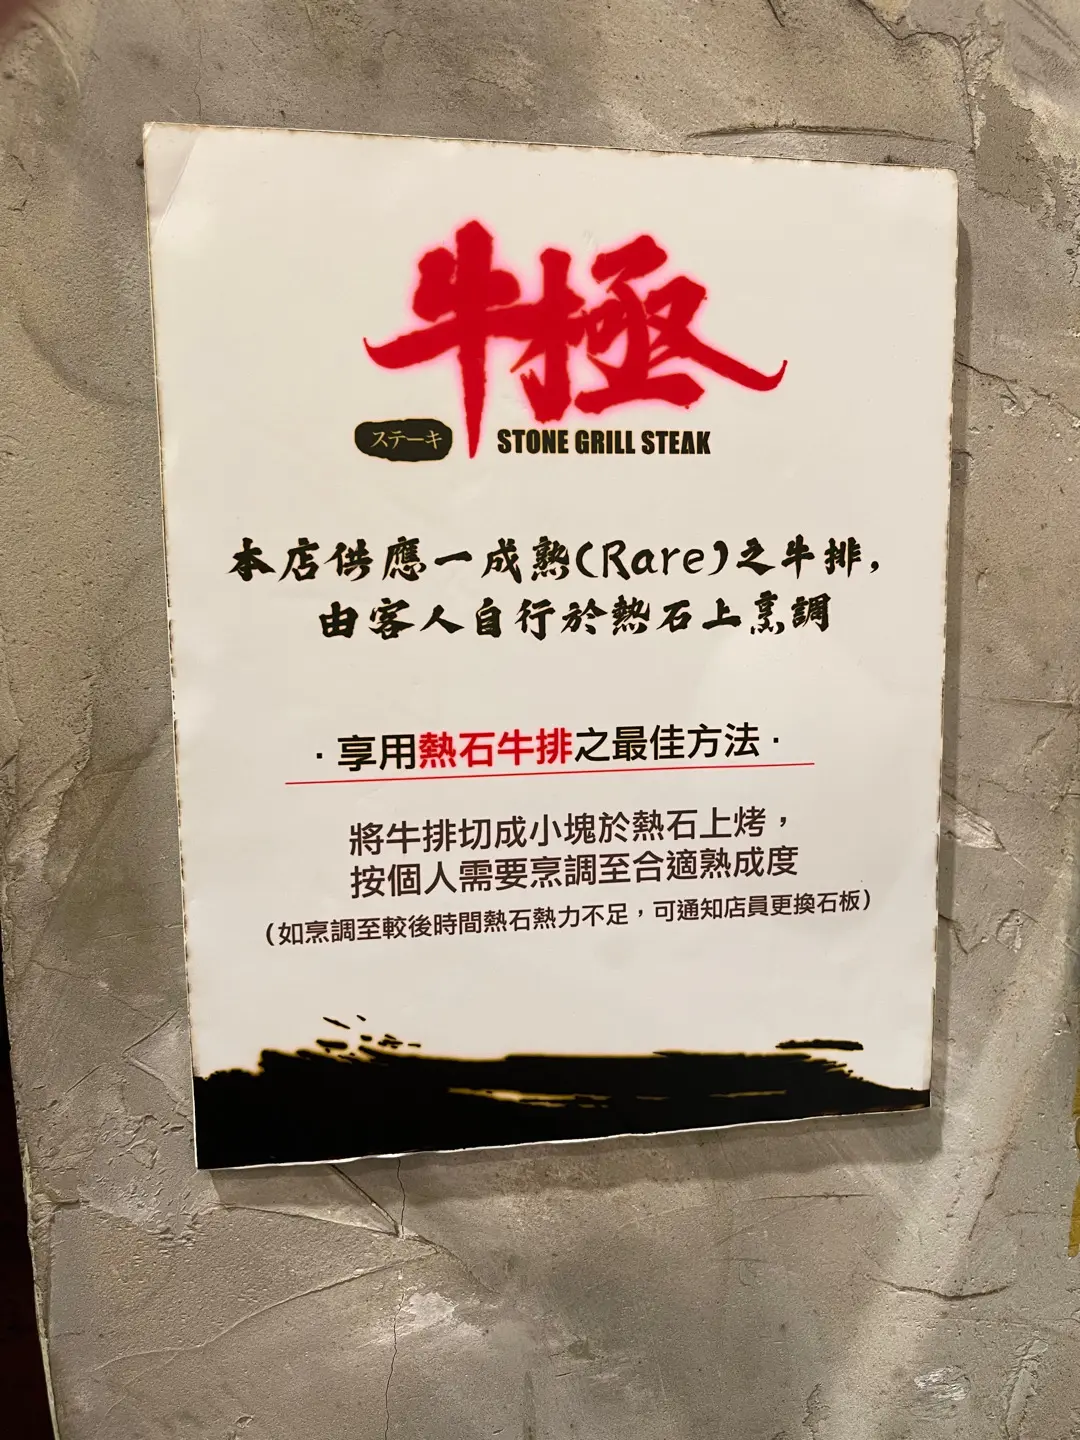 牛極
ステーキ
STONE GRILL STEAK
本店供應一成熟(Rare)之牛排,
由客人自行於熱石上烹調
·享用熱石牛排之最佳方法·
將牛排切成小塊於熱石上烤，
按個人需要烹調至合適熟成度
(如烹調至較後時間熱石熱力不足，可通知店員更換石板)